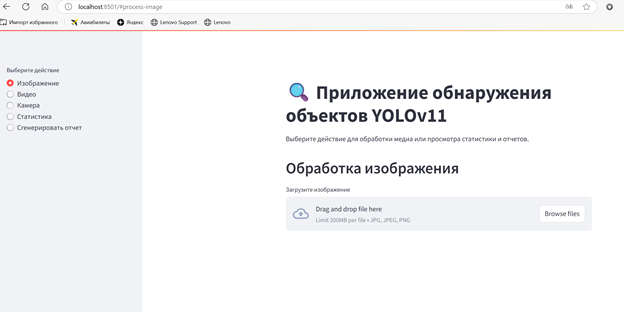 localhost:8501/#process-image
Импорт избранного Авиабилеты Яндекс Lenovo Support Lenovo
Выберите действие
Изображение
Видео
Камера
Статистика
Сгенерировать отчет
Приложение обнаружения
объектов YOLOv11
Выберите действие для обработки медиа или просмотра статистики и отчетов.
Обработка изображения
Загрузите изображение
Drag and drop file here
Limit 200MB per file • JPG, JPEG, PNG
Browse files